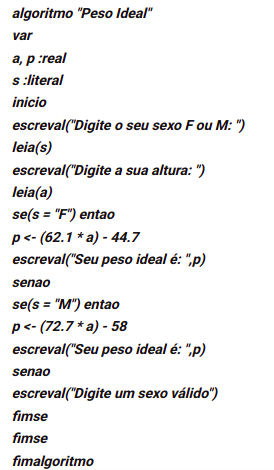 algoritmo "Peso Ideal"
var
a, p :real
s :literal
inicio
escreval("Digite o seu sexo F ou M: ")
leia(s)
escreval("Digite a sua altura: ")
leia(a)
se(s = "F") entao
p <- (62.1 * a) - 44.7
escreval("Seu peso ideal é: ",p)
senao
se(s = "M") entao
p <- (72.7 * a) - 58
escreval("Seu peso ideal é: ",p)
senao
escreval("Digite um sexo válido")
fimse
fimse
fimalgoritmo